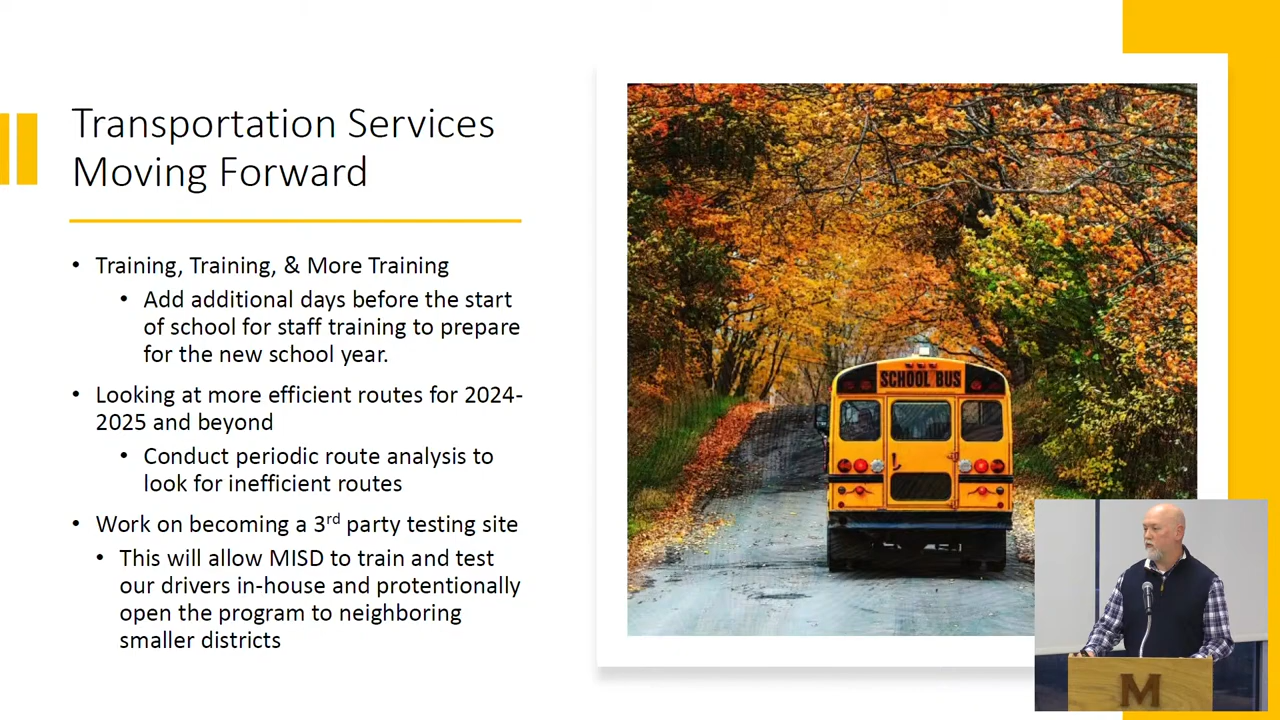 Transportation Services
Moving Forward
• Training, Training, & More Training
• Add additional days before the start
of school for staff training to prepare
for the new school year.
• Looking at more efficient routes for 2024-
2025 and beyond
• Conduct periodic route analysis to
look for inefficient routes
• Work on becoming a 3rd party testing site
• This will allow MISD to train and test
our drivers in-house and protentionally
open the program to neighboring
smaller districts
SCHOOL BUS
M